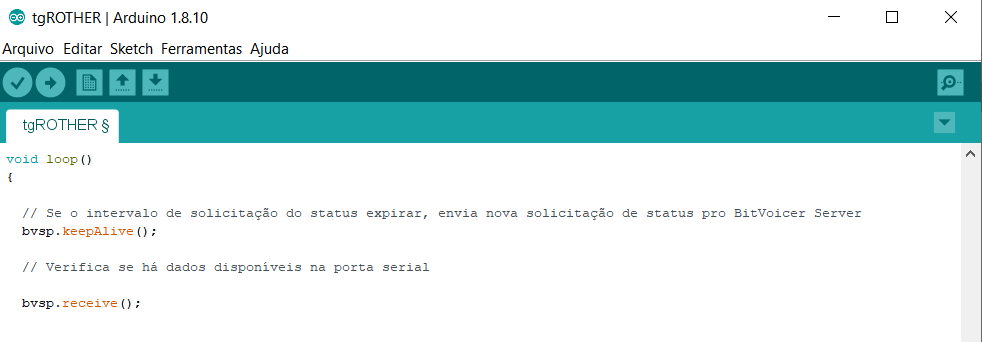 tgROTHER | Arduino 1.8.10
Arquivo Editar Sketch Ferramentas Ajuda
tgROTHER §
void loop()
{
// Se o intervalo de solicitação do status expirar, envia nova solicitação de status pro BitVoicer Server
bvsp.keepAlive();
// Verifica se há dados disponíveis na porta serial
bvsp.receive();